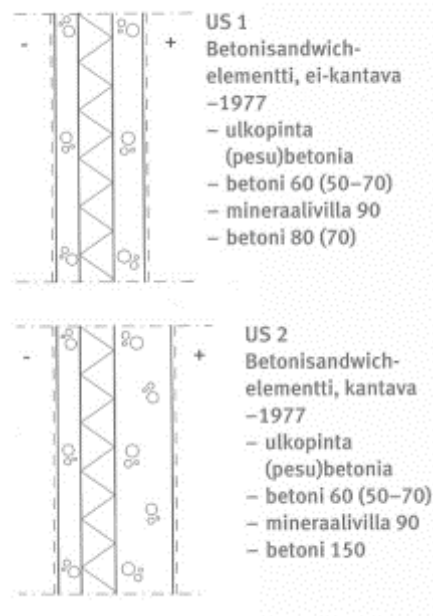 US 1
- +
Betonisandwich-
elementti, ei-kantava
–1977
– ulkopinta
(pesu)betonia
– betoni 60 (50–70)
– mineraalivilla 90
– betoni 80 (70)
US 2
- +
Betonisandwich-
elementti, kantava
–1977
– ulkopinta
(pesu)betonia
– betoni 60 (50–70)
– mineraalivilla 90
– betoni 150